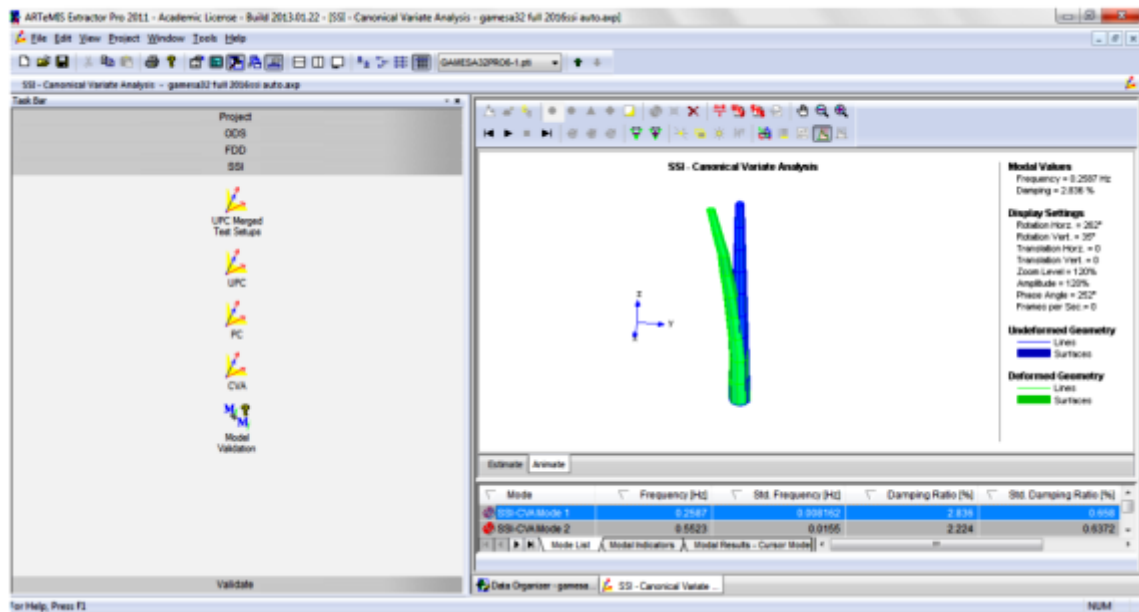 ARTeMIS Extractor Pro 2011 - Academic License - Build 2013.01.22 - [SSI - Canonical Variate Analysis - gamesa32 full 2016ssi auto.axp]
File Edit View Project Window Tools Help
GAMESA32PRO6-1.pti
SSI - Canonical Variate Analysis - gamesa32 full 2016ssi auto.axp
Task Bar
Project
ODS
FDD
SSI
UPC Merged
Test Setups
UPC
PC
CVA
Model
Validation
Validate
SSI - Canonical Variate Analysis
Z
Y
Modal Values
Frequency = 0.2587 Hz
Damping = 2.836 %
Display Settings
Rotation Horz. = 262°
Rotation Vert. = 35°
Translation Horz. = 0
Translation Vert. = 0
Zoom Level = 120%
Amplitude = 120%
Phase Angle = 252°
Frames per Sec.= 0
Undeformed Geometry
Lines
Surfaces
Deformed Geometry
Lines
Surfaces
Estimate Animate
Mode Frequency [Hz] Std. Frequency [Hz] Damping Ratio [%] Std. Damping Ratio [%]
SSI-CVA Mode 1 0.2587 0.008162 2.836 0.658
SSI-CVA Mode 2 0.5523 0.0155 2.224 0.6372
Mode List Modal Indicators Modal Results - Cursor Mode
Data Organizer - gamesa... SSI - Canonical Variate ...
For Help, Press F1 NUM